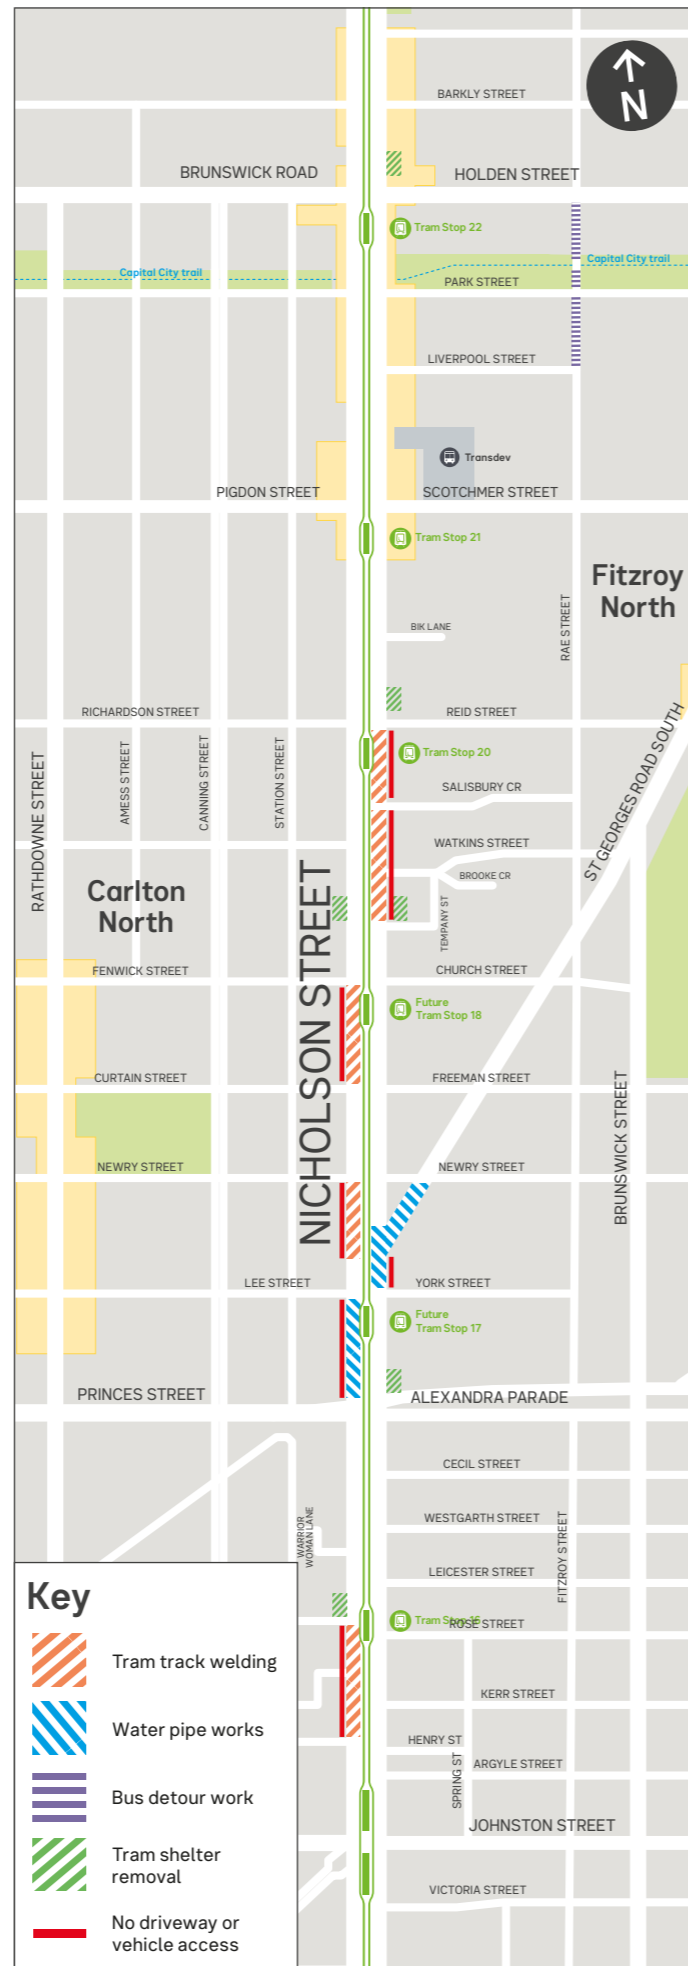 BARKLY STREET
N
BRUNSWICK ROAD
HOLDEN STREET
Tram Stop 22
Capital City trail
Capital City trail
PARK STREET
LIVERPOOL STREET
Transdev
PIGDON STREET
SCOTCHMER STREET
Tram Stop 21
Fitzroy
North
BIK LANE
RAE STREET
RICHARDSON STREET
REID STREET
ST GEORGES ROAD SOUTH
RATHDOWNE STREET
AMESS STREET
CANNING STREET
STATION STREET
Tram Stop 20
SALISBURY CR
WATKINS STREET
BROOKE CR
TEMPANY ST
Carlton
North
NICHOLSON STREET
FENWICK STREET
CHURCH STREET
Future
Tram Stop 18
CURTAIN STREET
FREEMAN STREET
BRUNSWICK STREET
NEWRY STREET
NEWRY STREET
LEE STREET
YORK STREET
Future
Tram Stop 17
PRINCES STREET
ALEXANDRA PARADE
CECIL STREET
WARRIOR
WOMAN LANE
WESTGARTH STREET
FITZROY STREET
LEICESTER STREET
Tram Stop 16
ROSE STREET
KERR STREET
HENRY ST
SPRING ST
ARGYLE STREET
JOHNSTON STREET
VICTORIA STREET
Key
Tram track welding
Water pipe works
Bus detour work
Tram shelter
removal
No driveway or
vehicle access